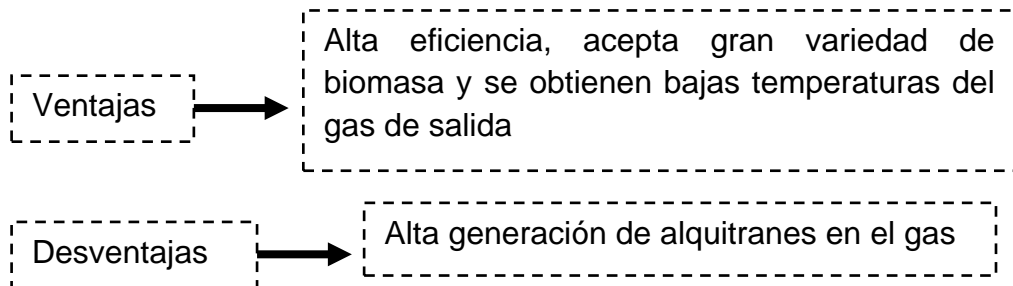 Ventajas
Alta eficiencia, acepta gran variedad de
biomasa y se obtienen bajas temperaturas del
gas de salida
Desventajas
Alta generación de alquitranes en el gas